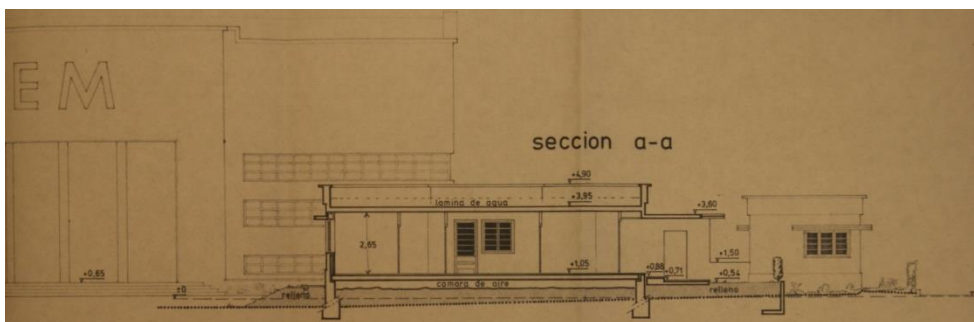 EM
seccion a-a
+4,90
lamina de agua
+3,95
+3,60
2,65
+1,50
+0,65
+1,05
+0,88
+0,71
+0,54
camara de aire
±0
relleno
relleno